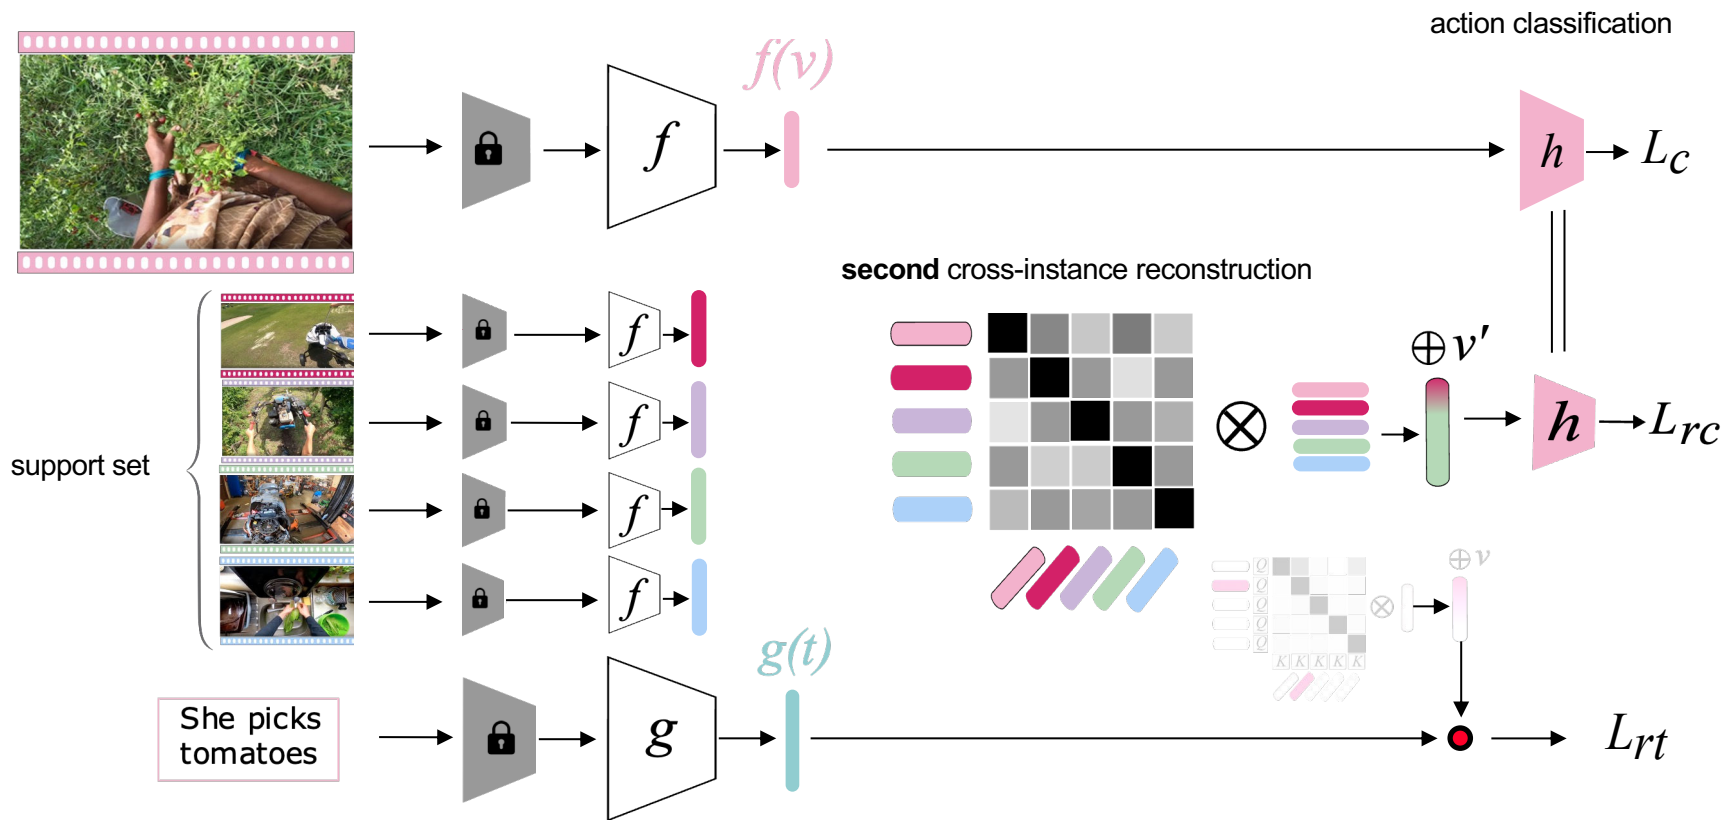 action classification
f(v)
f
h
L_c
second cross-instance reconstruction
support set
f
f
f
f
⊕ v'
⊗
h
L_rc
⊕ v
Q
Q
Q
Q
Q
⊗
K K K K K
g(t)
She picks
tomatoes
g
L_rt